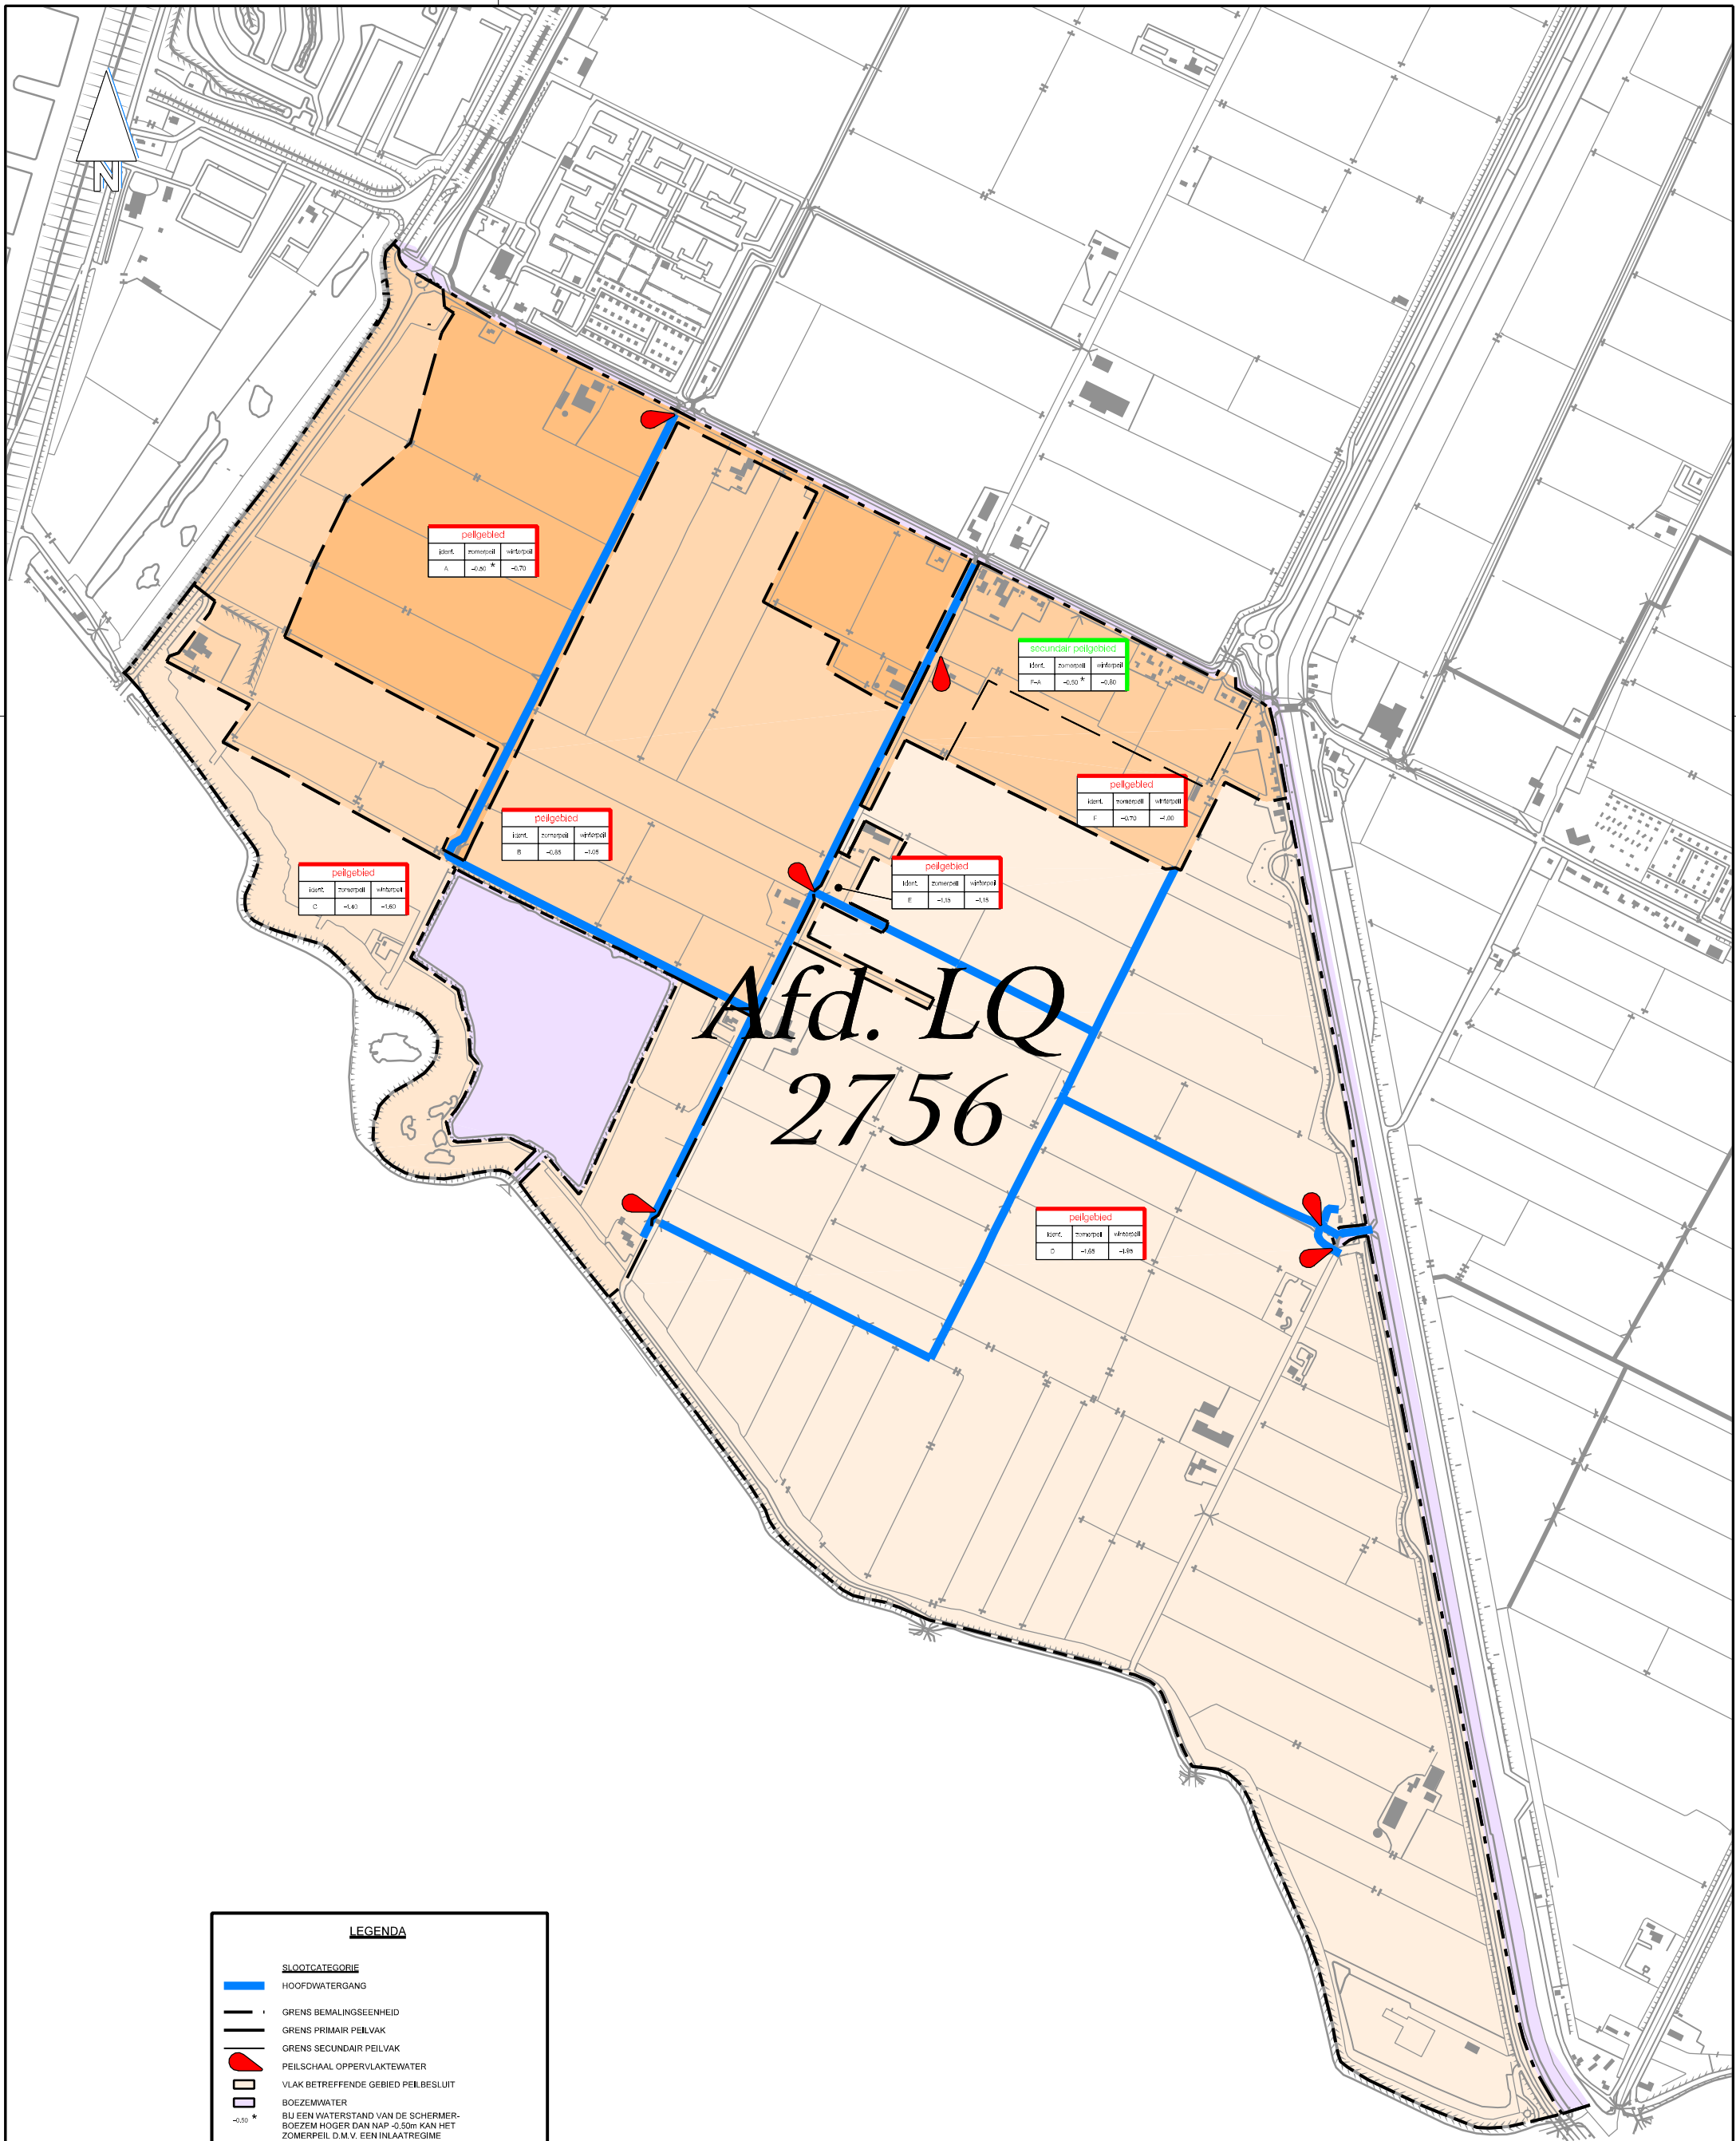 N
peilgebied
ident. zomerpeil winterpeil
A -0.50 * -0.70
secundair peilgebied
ident. zomerpeil winterpeil
F-A -0.50 * -0.80
peilgebied
ident. zomerpeil winterpeil
F -0.70 -1.00
peilgebied
ident. zomerpeil winterpeil
B -0.85 -1.05
peilgebied
ident. zomerpeil winterpeil
E -1.15 -1.15
peilgebied
ident. zomerpeil winterpeil
C -1.40 -1.60
Afd. LQ
2756
peilgebied
ident. zomerpeil winterpeil
D -1.65 -1.85
LEGENDA
SLOOTCATEGORIE
HOOFDWATERGANG
GRENS BEMALINGSEENHEID
GRENS PRIMAIR PEILVAK
GRENS SECUNDAIR PEILVAK
PEILSCHAAL OPPERVLAKTEWATER
VLAK BETREFFENDE GEBIED PEILBESLUIT
BOEZEMWATER
-0.50 * BIJ EEN WATERSTAND VAN DE SCHERMER-
BOEZEM HOGER DAN NAP -0.50m KAN HET
ZOMERPEIL D.M.V. EEN INLAATREGIME